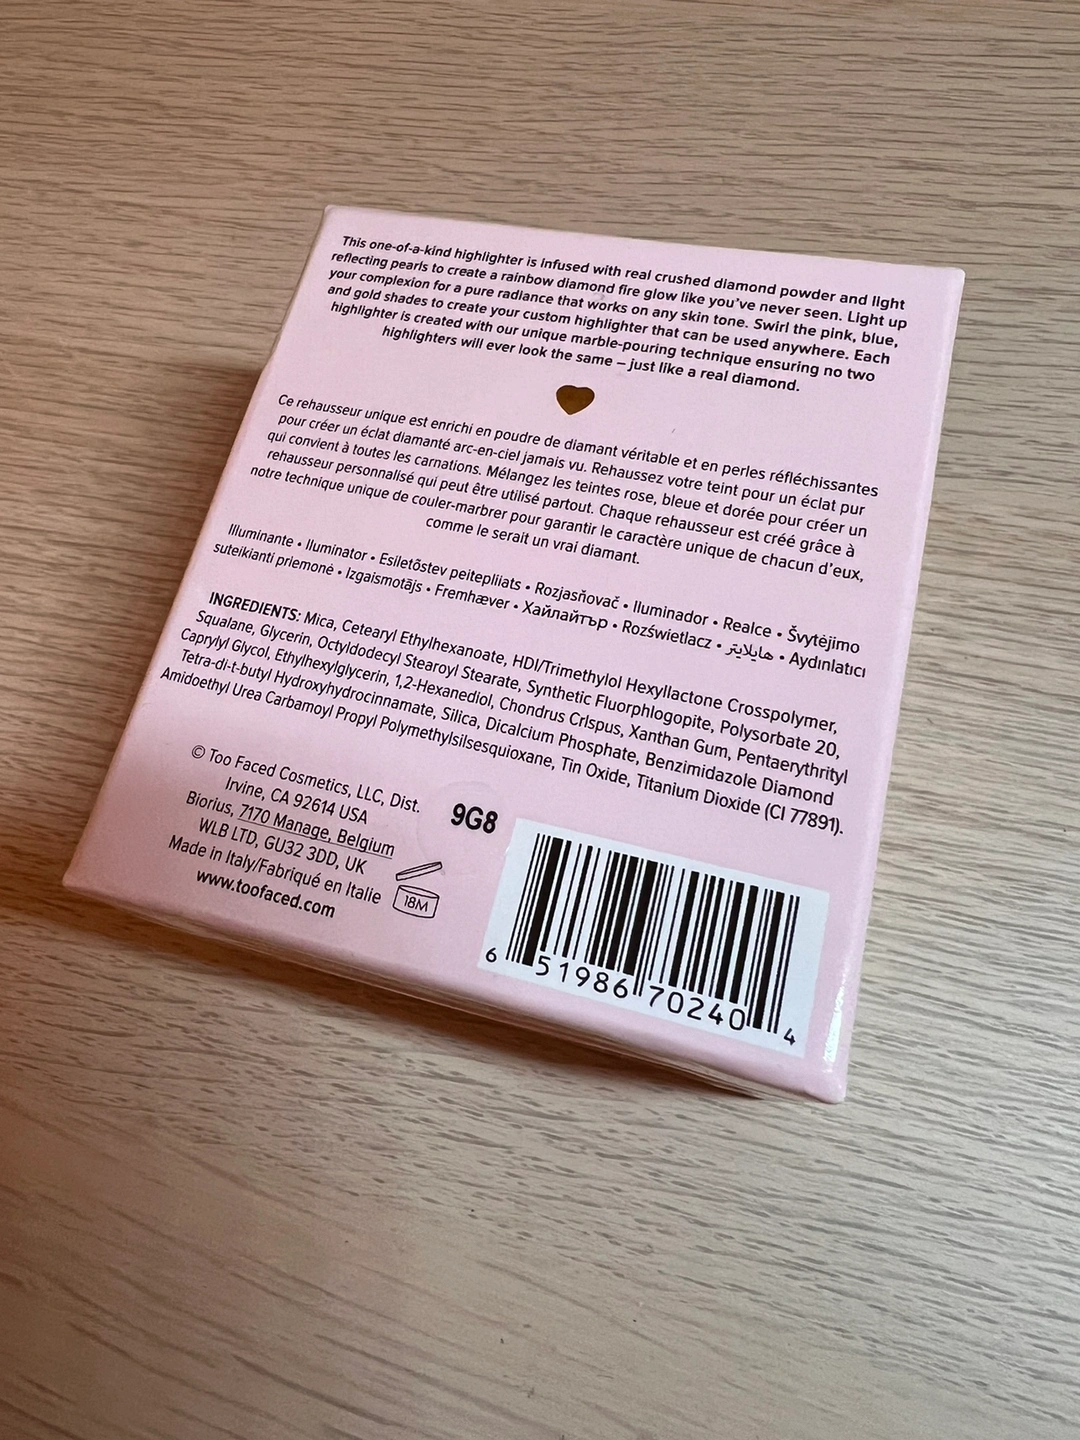 This one-of-a-kind highlighter is infused with real crushed diamond powder and light
reflecting pearls to create a rainbow diamond fire glow like you've never seen. Light up
your complexion for a pure radiance that works on any skin tone. Swirl the pink, blue,
and gold shades to create your custom highlighter that can be used anywhere. Each
highlighter is created with our unique marble-pouring technique ensuring no two
highlighters will ever look the same – just like a real diamond.
Ce rehausseur unique est enrichi en poudre de diamant véritable et en perles réfléchissantes
pour créer un éclat diamanté arc-en-ciel jamais vu. Rehaussez votre teint pour un éclat pur
qui convient à toutes les carnations. Mélangez les teintes rose, bleue et dorée pour créer un
rehausseur personnalisé qui peut être utilisé partout. Chaque rehausseur est créé grâce à
notre technique unique de couler-marbrer pour garantir le caractère unique de chacun d'eux,
comme le serait un vrai diamant.
Illuminante • Iluminator • Esiletõstev peitepliiats • Rozjasňovač • Iluminador • Realce • Švytėjimo
suteikianti priemonė • Izgaismotājs • Fremhæver • Хайлайтър • Rozświetlacz • هايلايتر • Aydınlatıcı
INGREDIENTS: Mica, Cetearyl Ethylhexanoate, HDI/Trimethylol Hexyllactone Crosspolymer,
Squalane, Glycerin, Octyldodecyl Stearoyl Stearate, Synthetic Fluorphlogopite, Polysorbate 20,
Caprylyl Glycol, Ethylhexylglycerin, 1,2-Hexanediol, Chondrus CrIspus, Xanthan Gum, Pentaerythrityl
Tetra-di-t-butyl Hydroxyhydrocinnamate, Silica, Dicalcium Phosphate, Benzimidazole Diamond
Amidoethyl Urea Carbamoyl Propyl Polymethylsilsesquioxane, Tin Oxide, Titanium Dioxide (CI 77891).
© Too Faced Cosmetics, LLC, Dist.
Irvine, CA 92614 USA
Biorius, 7170 Manage, Belgium
WLB LTD, GU32 3DD, UK
Made in Italy/Fabriqué en Italie
www.toofaced.com
18M
9G8
6 51986 70240 4